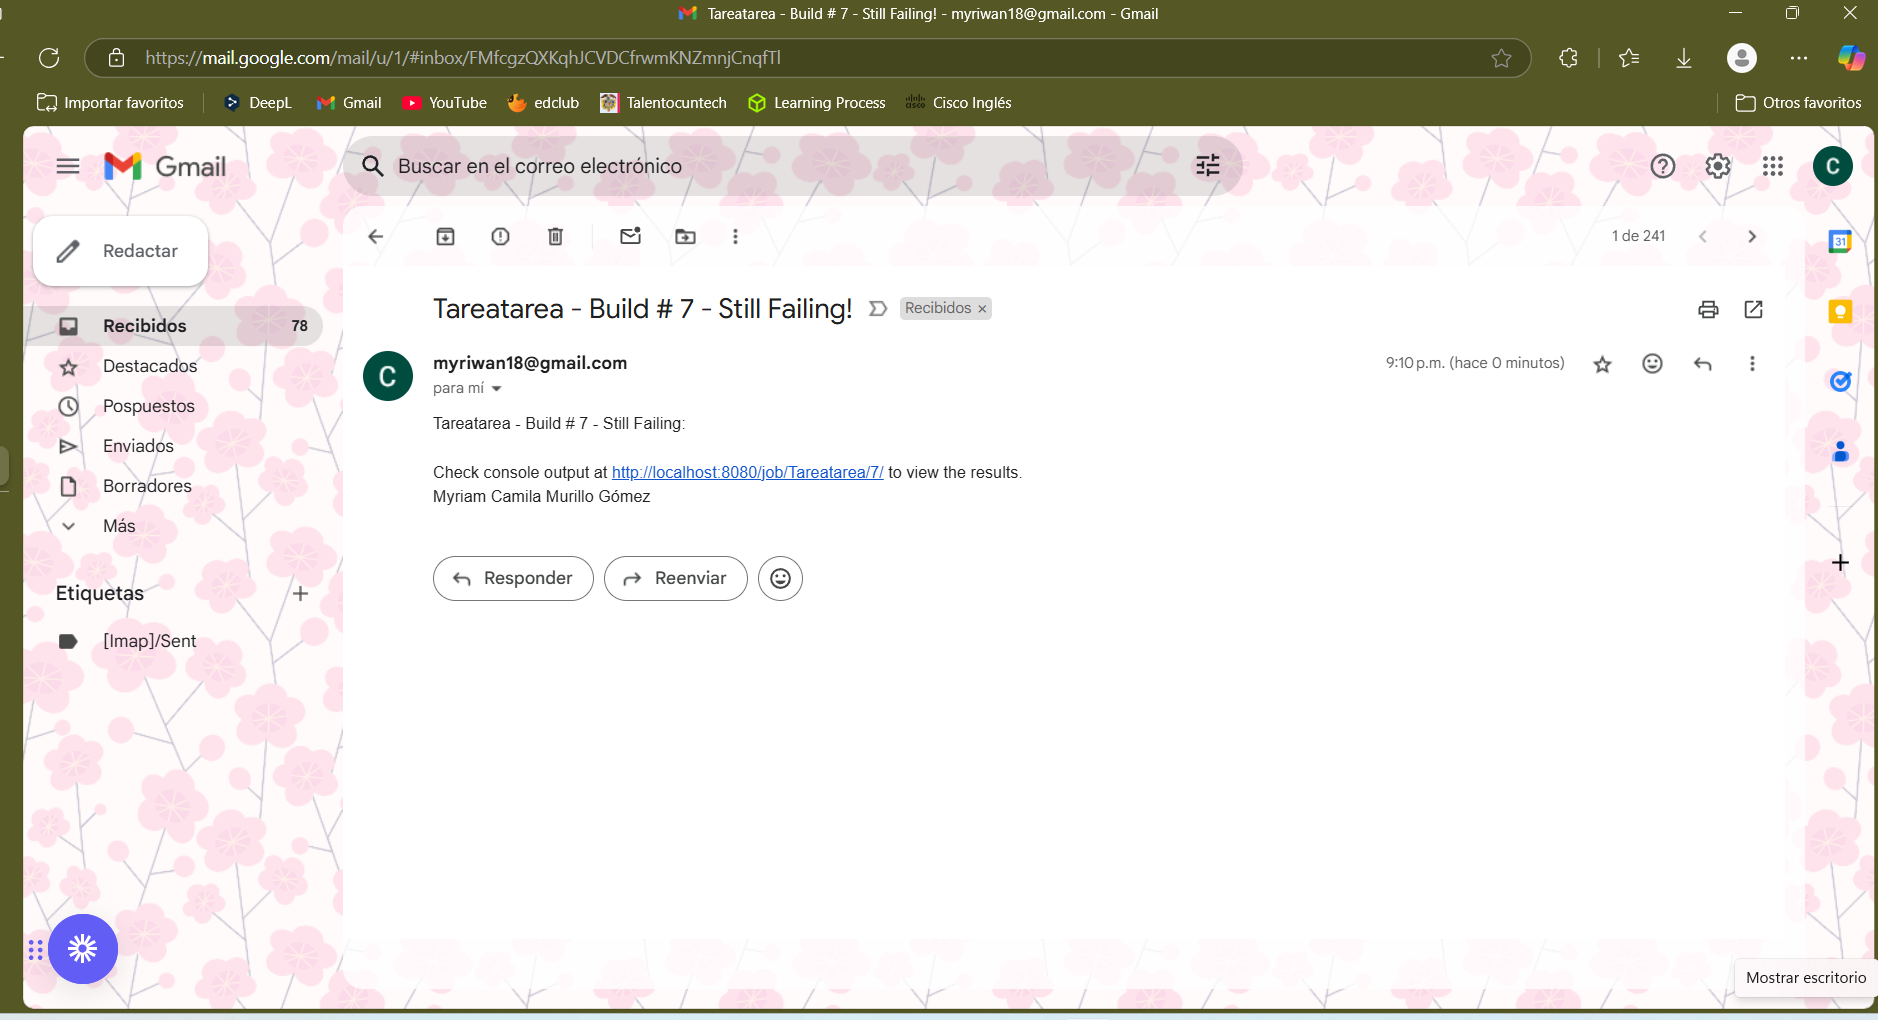 Tareatarea - Build # 7 - Still Failing! - myriwan18@gmail.com - Gmail
https://mail.google.com/mail/u/1/#inbox/FMfcgzQXKqhJCVDCfrwmKNZmnjCnqfTl
Importar favoritos DeepL Gmail YouTube edclub Talentocuntech Learning Process Cisco Inglés Otros favoritos
Gmail Buscar en el correo electrónico C
Redactar 1 de 241 31
Tareatarea - Build # 7 - Still Failing! Recibidos ×
Recibidos 78
Destacados
Pospuestos
Enviados
Borradores
Más
Etiquetas
[Imap]/Sent
C myriwan18@gmail.com 9:10 p.m. (hace 0 minutos)
para mí
Tareatarea - Build # 7 - Still Failing:
Check console output at http://localhost:8080/job/Tareatarea/7/ to view the results.
Myriam Camila Murillo Gómez
Responder Reenviar
Mostrar escritorio